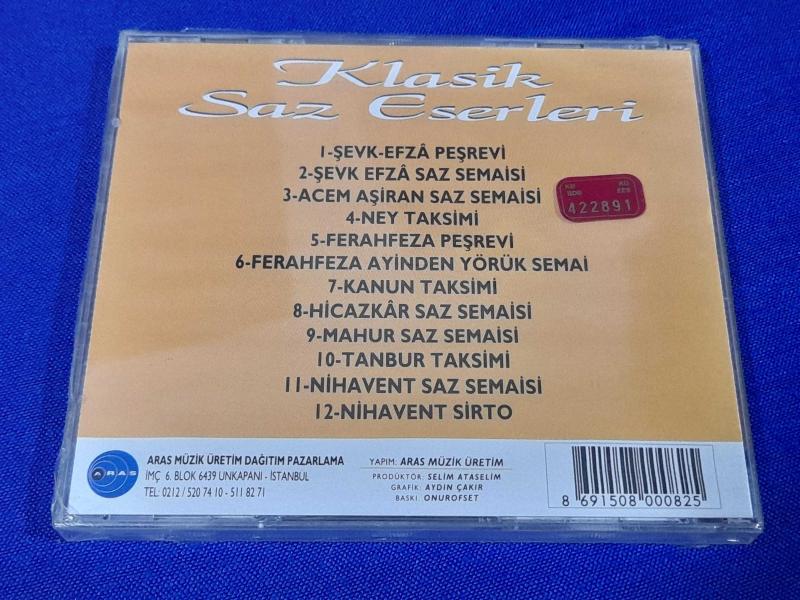 Klasik
Saz Eserleri
1-ŞEVK-EFZÂ PEŞREVİ
2-ŞEVK EFZÂ SAZ SEMAİSİ
3-ACEM AŞİRAN SAZ SEMAİSİ
4-NEY TAKSİMİ
5-FERAHFEZA PEŞREVİ
6-FERAHFEZA AYİNDEN YÖRÜK SEMAİ
7-KANUN TAKSİMİ
8-HİCAZKÂR SAZ SEMAİSİ
9-MAHUR SAZ SEMAİSİ
10-TANBUR TAKSİMİ
11-NİHAVENT SAZ SEMAİSİ
12-NİHAVENT SİRTO
422891
ARAS
ARAS MÜZİK ÜRETİM DAĞITIM PAZARLAMA
İMÇ 6. BLOK 6439 UNKAPANI - İSTANBUL
TEL: 0212 / 520 74 10 - 511 82 71
YAPIM: ARAS MÜZİK ÜRETİM
PRODÜKTÖR: SELİM ATASELİM
GRAFİK: AYDIN ÇAKIR
BASKI: ONUROFSET
8 691508 000825